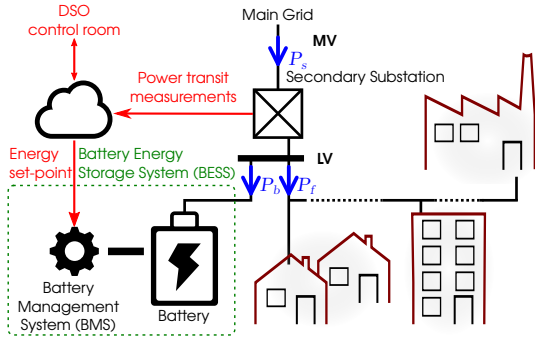 DSO
control room
Main Grid
MV
P_s
Secondary Substation
Power transit
measurements
LV
Energy
set-point
Battery Energy
Storage System (BESS)
P_b
P_f
Battery
Management
System (BMS)
Battery